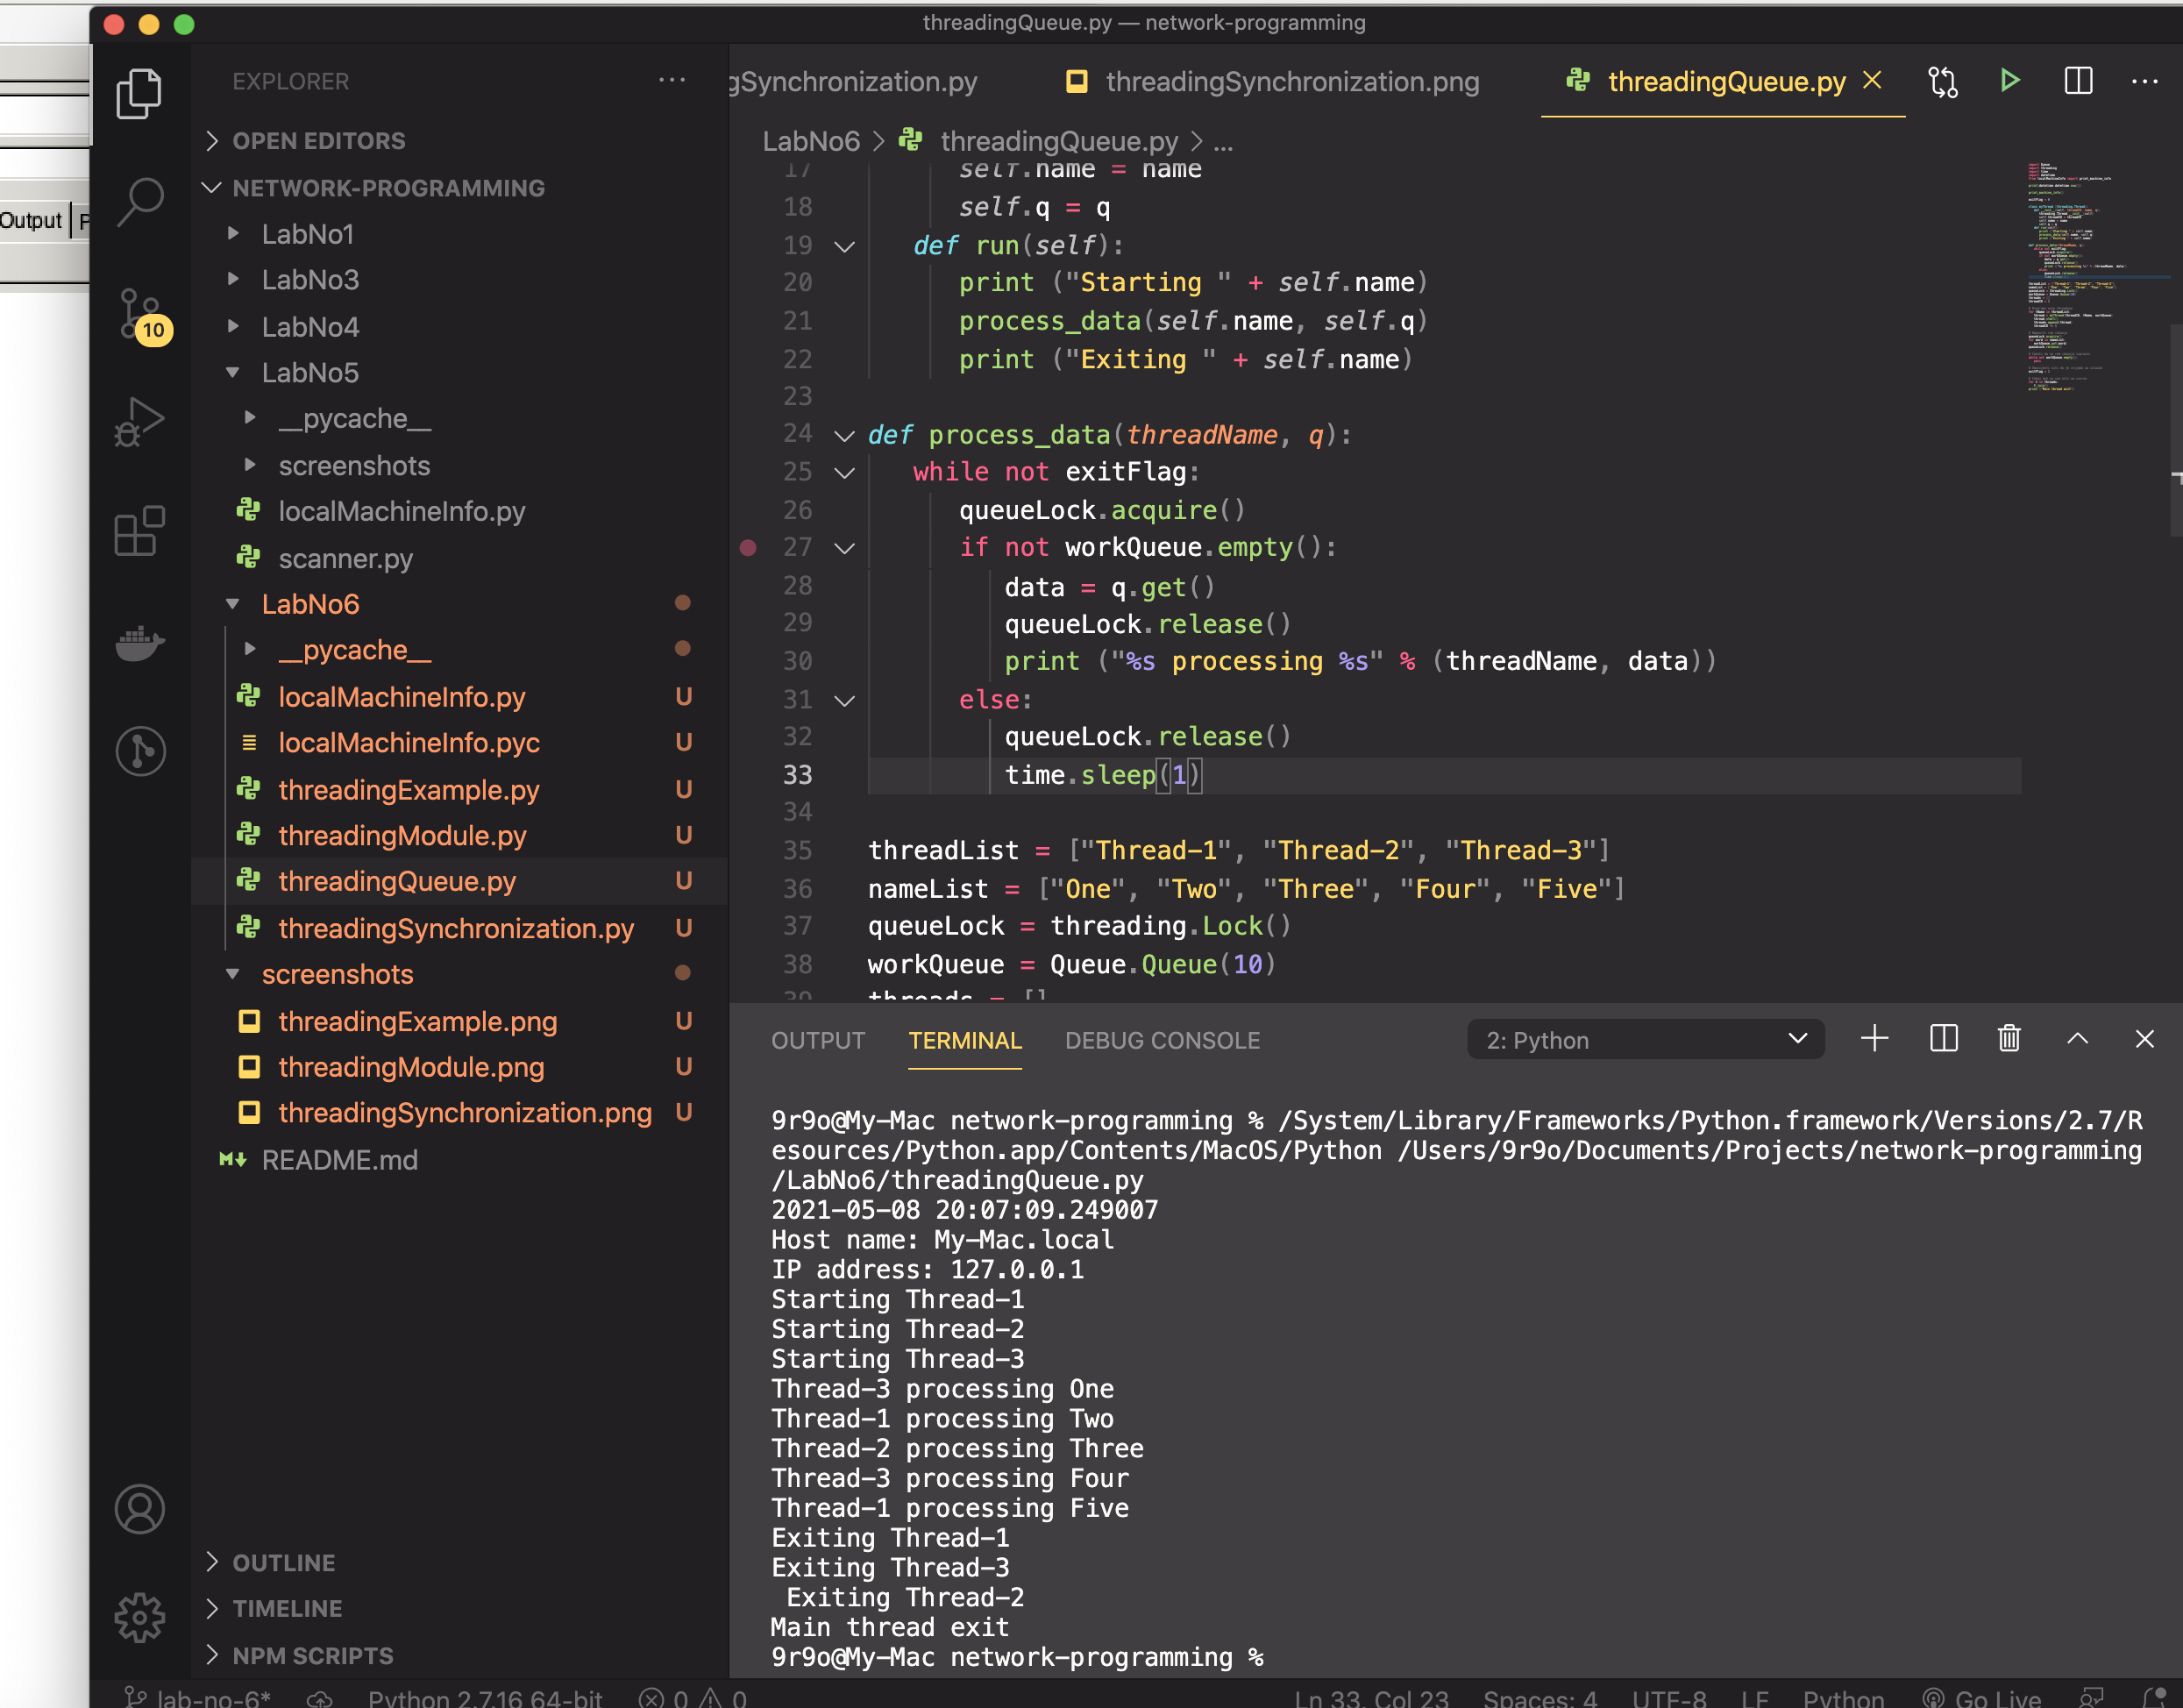 threadingQueue.py — network-programming
Output
EXPLORER
OPEN EDITORS
NETWORK-PROGRAMMING
LabNo1
LabNo3
LabNo4
LabNo5
__pycache__
screenshots
localMachineInfo.py
scanner.py
LabNo6
__pycache__
localMachineInfo.py U
localMachineInfo.pyc U
threadingExample.py U
threadingModule.py U
threadingQueue.py U
threadingSynchronization.py U
screenshots
threadingExample.png U
threadingModule.png U
threadingSynchronization.png U
README.md
OUTLINE
TIMELINE
NPM SCRIPTS
10
gSynchronization.py threadingSynchronization.png threadingQueue.py
LabNo6 > threadingQueue.py > ...
17 self.name = name
18 self.q = q
19 def run(self):
20 print ("Starting " + self.name)
21 process_data(self.name, self.q)
22 print ("Exiting " + self.name)
23
24 def process_data(threadName, q):
25 while not exitFlag:
26 queueLock.acquire()
27 if not workQueue.empty():
28 data = q.get()
29 queueLock.release()
30 print ("%s processing %s" % (threadName, data))
31 else:
32 queueLock.release()
33 time.sleep(1)
34
35 threadList = ["Thread-1", "Thread-2", "Thread-3"]
36 nameList = ["One", "Two", "Three", "Four", "Five"]
37 queueLock = threading.Lock()
38 workQueue = Queue.Queue(10)
39 threads = []
OUTPUT TERMINAL DEBUG CONSOLE 2: Python
9r9o@My-Mac network-programming % /System/Library/Frameworks/Python.framework/Versions/2.7/R
esources/Python.app/Contents/MacOS/Python /Users/9r9o/Documents/Projects/network-programming
/LabNo6/threadingQueue.py
2021-05-08 20:07:09.249007
Host name: My-Mac.local
IP address: 127.0.0.1
Starting Thread-1
Starting Thread-2
Starting Thread-3
Thread-3 processing One
Thread-1 processing Two
Thread-2 processing Three
Thread-3 processing Four
Thread-1 processing Five
Exiting Thread-1
Exiting Thread-3
Exiting Thread-2
Main thread exit
9r9o@My-Mac network-programming %
lab-no-6* Python 2.7.16 64-bit 0 0 Ln 33, Col 23 Spaces: 4 UTF-8 LF Python Go Live